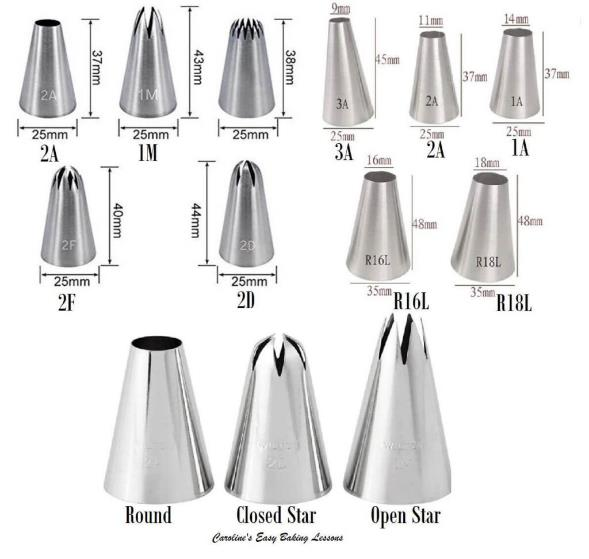 9mm 11mm 14mm
37mm 43mm 38mm 45mm 37mm 37mm
2A 1M 3A 2A 1A
25mm 25mm 25mm 25mm 25mm 25mm
2A 1M 3A 2A 1A
16mm 18mm
40mm 44mm 48mm 48mm
2F 2D R16L R18L
25mm 25mm 35mm 35mm
2F 2D R16L R18L
WILTON
Round Closed Star Open Star
Caroline's Easy Baking Lessons